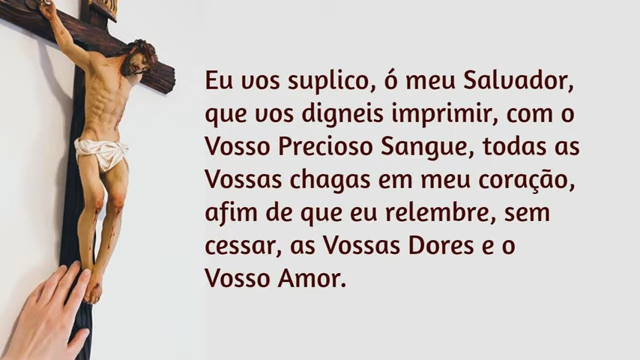 Eu vos suplico, ó meu Salvador,
que vos digneis imprimir, com o
Vosso Precioso Sangue, todas as
Vossas chagas em meu coração,
afim de que eu relembre, sem
cessar, as Vossas Dores e o
Vosso Amor.